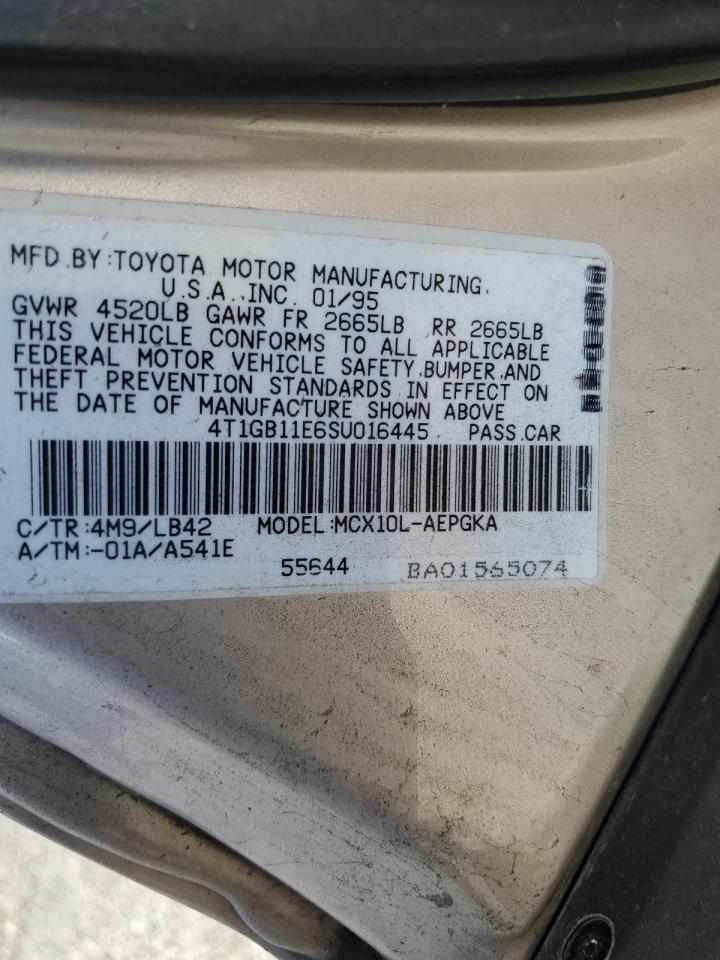 MFD.BY:TOYOTA MOTOR MANUFACTURING,
U.S.A.,INC. 01/95
GVWR 4520LB GAWR FR 2665LB RR 2665LB
THIS VEHICLE CONFORMS TO ALL APPLICABLE
FEDERAL MOTOR VEHICLE SAFETY,BUMPER,AND
THEFT PREVENTION STANDARDS IN EFFECT ON
THE DATE OF MANUFACTURE SHOWN ABOVE
4T1GB11E6SU016445 PASS.CAR
C/TR:4M9/LB42 MODEL:MCX10L-AEPGKA
A/TM:-01A/A541E
55644 BA01565074